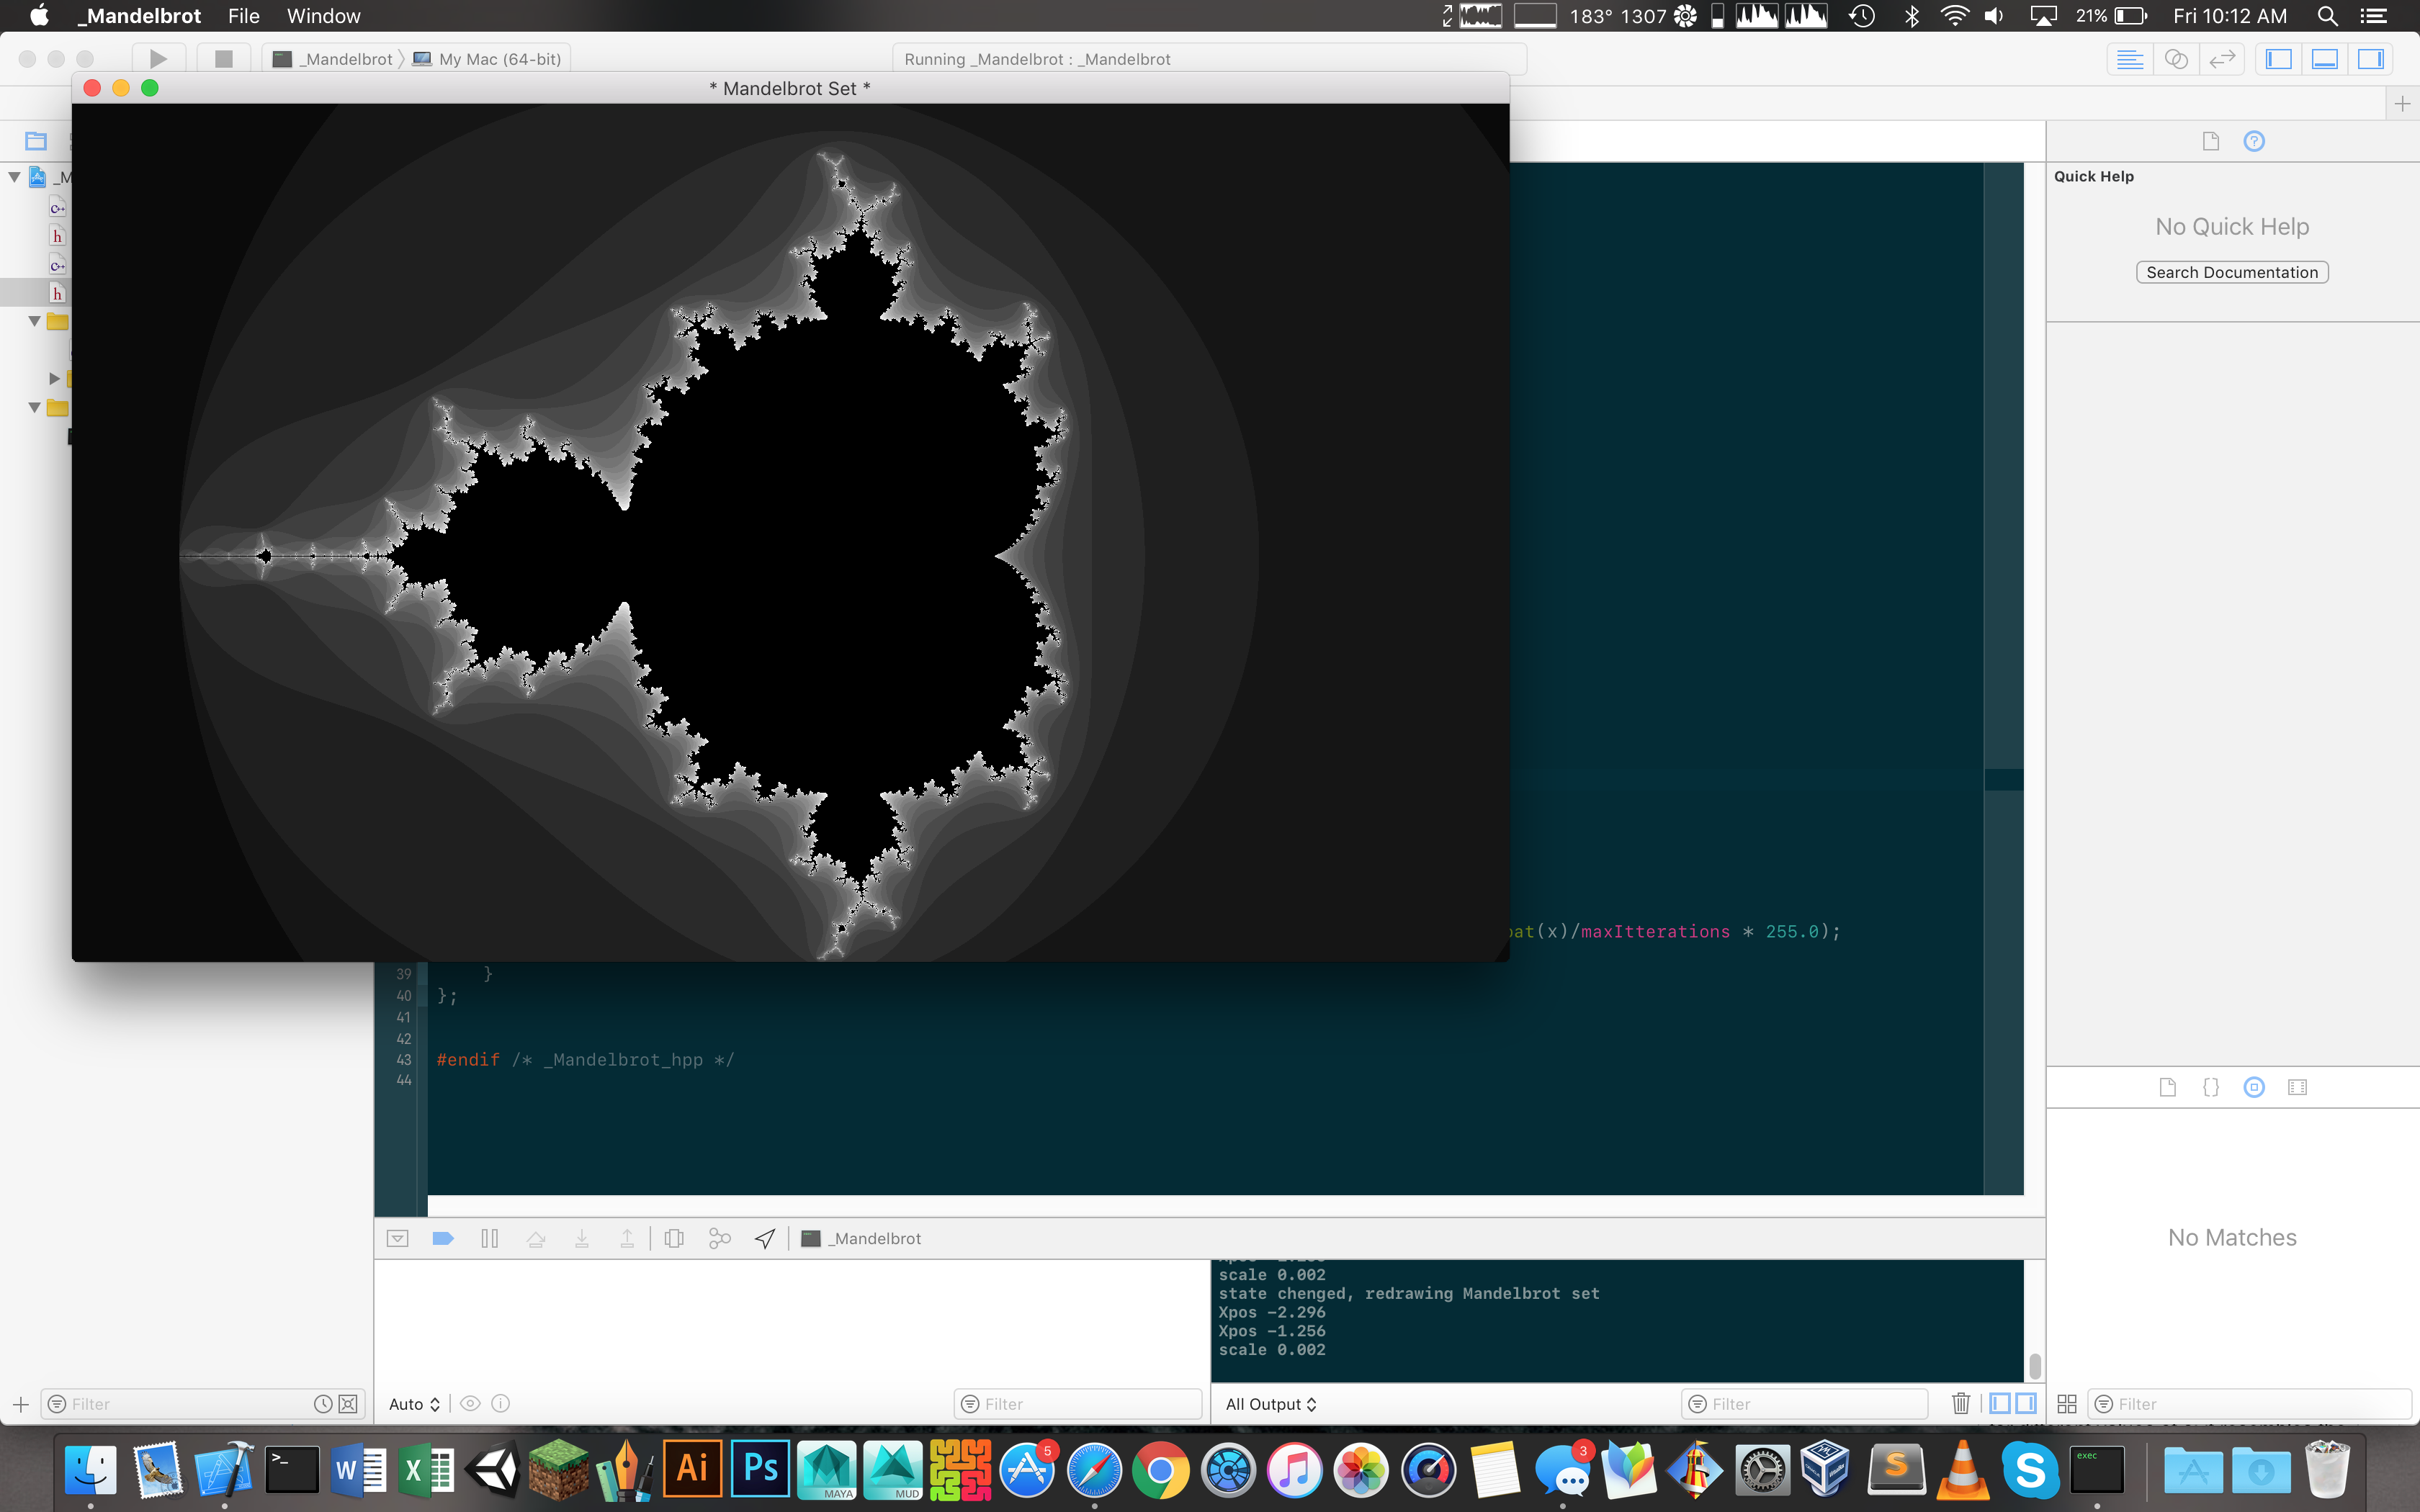 _Mandelbrot File Window 183° 1307 21% Fri 10:12 AM
_Mandelbrot My Mac (64-bit) Running _Mandelbrot : _Mandelbrot
* Mandelbrot Set *
_M
C++
h
C++
h
Quick Help
No Quick Help
Search Documentation
(x)/maxItterations * 255.0);
39 }
40 };
41
42
43 #endif /* _Mandelbrot_hpp */
44
_Mandelbrot
scale 0.002
state chenged, redrawing Mandelbrot set
Xpos -2.296
Xpos -1.256
scale 0.002
No Matches
Filter
Auto
Filter
All Output
Filter
Filter
>_
W
X
Ai
Ps
MAYA
MUD
5
3
S
S
exec